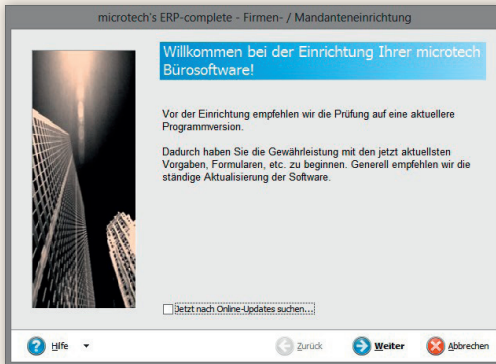 microtech's ERP-complete - Firmen- / Mandanteneinrichtung
Willkommen bei der Einrichtung Ihrer microtech
Bürosoftware!
Vor der Einrichtung empfehlen wir die Prüfung auf eine aktuellere
Programmversion.
Dadurch haben Sie die Gewährleistung mit den jetzt aktuellsten
Vorgaben, Formularen, etc. zu beginnen. Generell empfehlen wir die
ständige Aktualisierung der Software.
Jetzt nach Online-Updates suchen...
Hilfe
Zurück
Weiter
Abbrechen